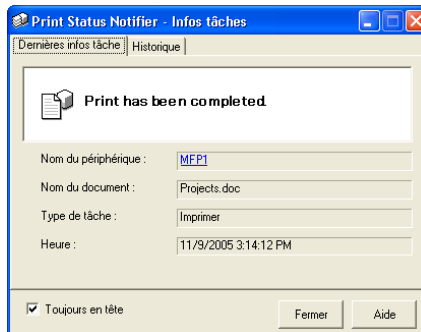 Print Status Notifier - Infos tâches
Dernières infos tâche Historique
Print has been completed.
Nom du périphérique : MFP1
Nom du document : Projects.doc
Type de tâche : Imprimer
Heure : 11/9/2005 3:14:12 PM
Toujours en tête Fermer Aide